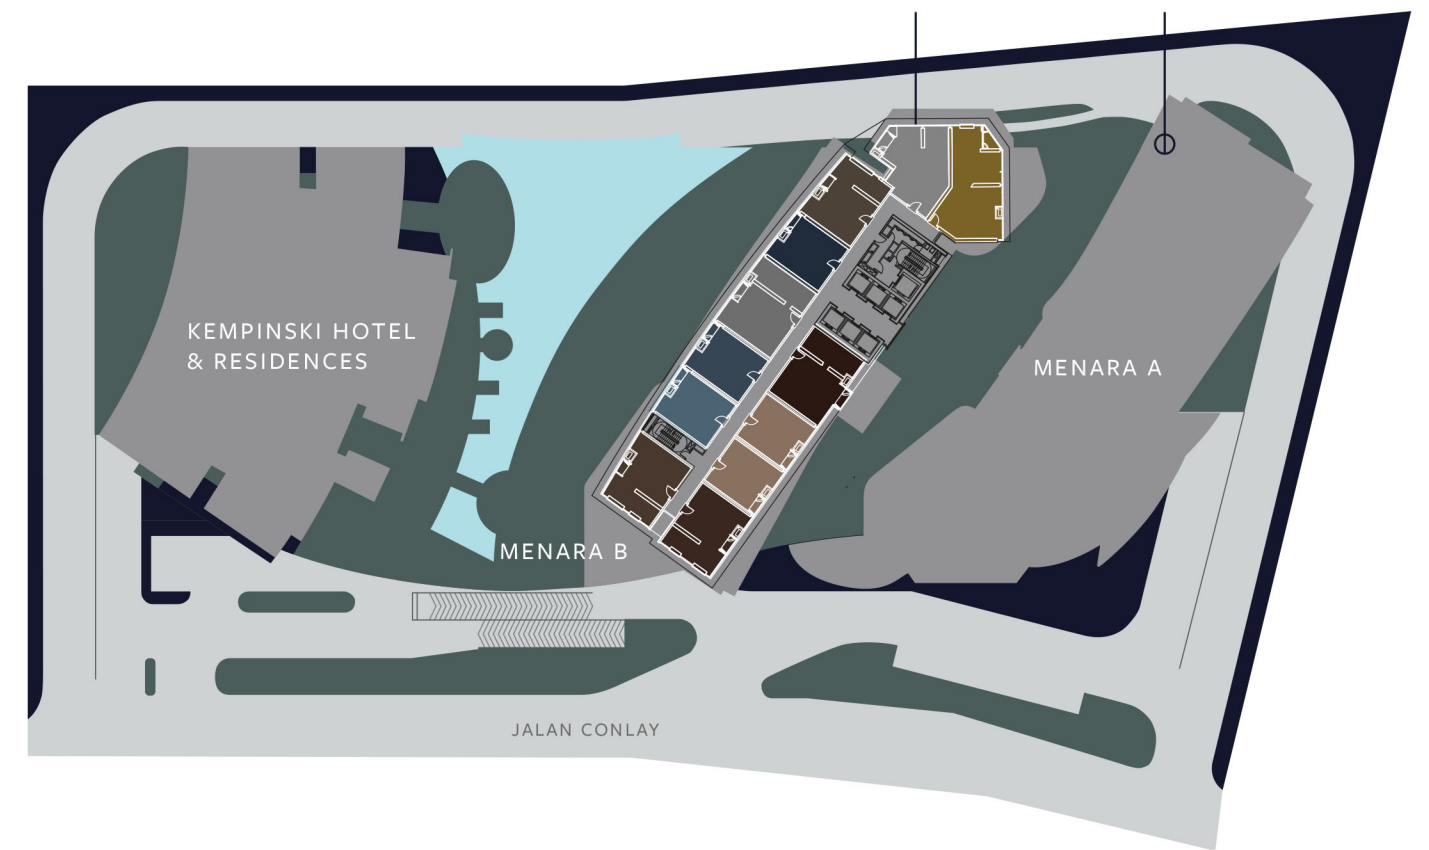 KEMPINSKI HOTEL
& RESIDENCES
MENARA A
MENARA B
JALAN CONLAY